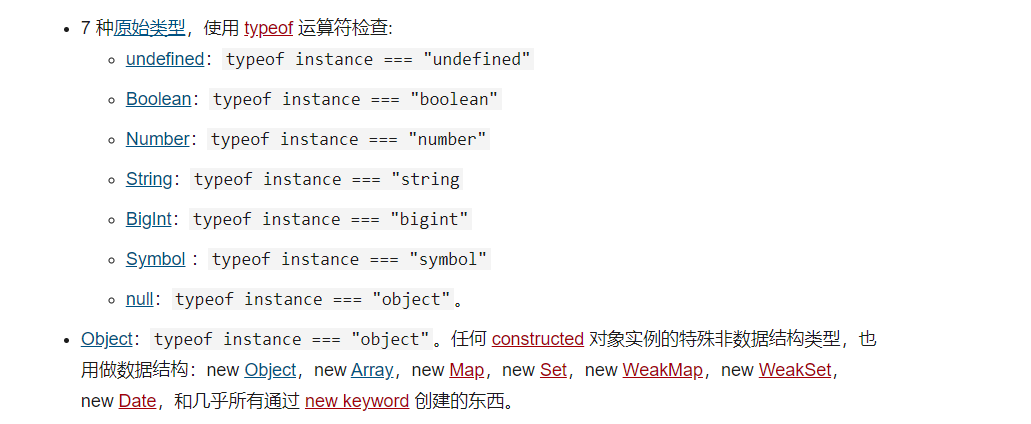 7 种原始类型，使用 typeof 运算符检查:
undefined：typeof instance === "undefined"
Boolean：typeof instance === "boolean"
Number：typeof instance === "number"
String：typeof instance === "string
BigInt：typeof instance === "bigint"
Symbol ：typeof instance === "symbol"
null：typeof instance === "object"。
Object：typeof instance === "object"。任何 constructed 对象实例的特殊非数据结构类型，也
用做数据结构：new Object，new Array，new Map，new Set，new WeakMap，new WeakSet，
new Date，和几乎所有通过 new keyword 创建的东西。